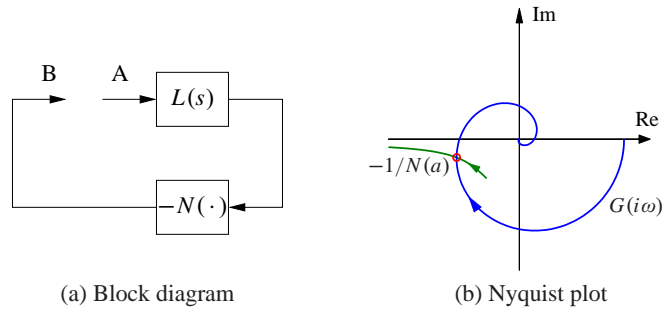 B
A
L(s)
−N(·)
(a) Block diagram
Im
Re
−1/N(a)
G(iω)
(b) Nyquist plot